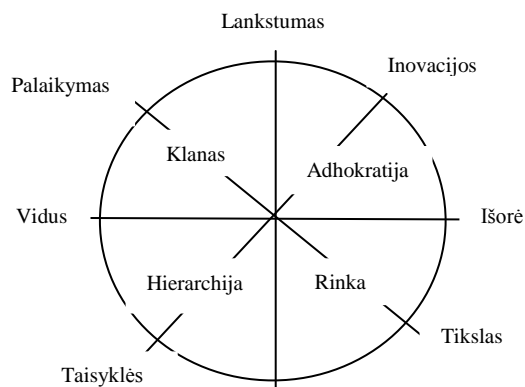 Lankstumas
Inovacijos
Palaikymas
Klanas
Adhokratija
Vidus
Išorė
Hierarchija
Rinka
Tikslas
Taisyklės